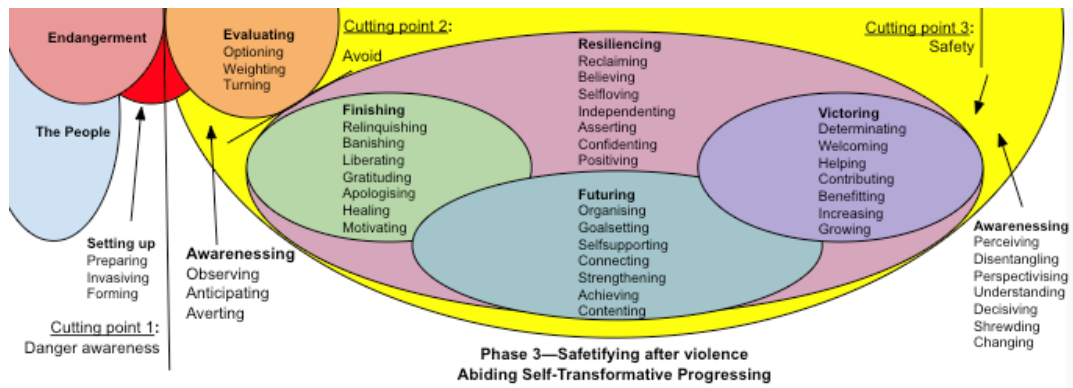 Endangerment
The People
Setting up
Preparing
Invasiving
Forming
Cutting point 1:
Danger awareness
Evaluating
Optioning
Weighting
Turning
Awarenessing
Observing
Anticipating
Averting
Cutting point 2:
Avoid
Finishing
Relinquishing
Banishing
Liberating
Gratituding
Apologising
Healing
Motivating
Resiliencing
Reclaiming
Believing
Selfloving
Independenting
Asserting
Confidenting
Positiving
Futuring
Organising
Goalsetting
Selfsupporting
Connecting
Strengthening
Achieving
Contenting
Victoring
Determinating
Welcoming
Helping
Contributing
Benefitting
Increasing
Growing
Cutting point 3:
Safety
Awarenessing
Perceiving
Disentangling
Perspectivising
Understanding
Decisiving
Shrewding
Changing
Phase 3—Safetifying after violence
Abiding Self-Transformative Progressing